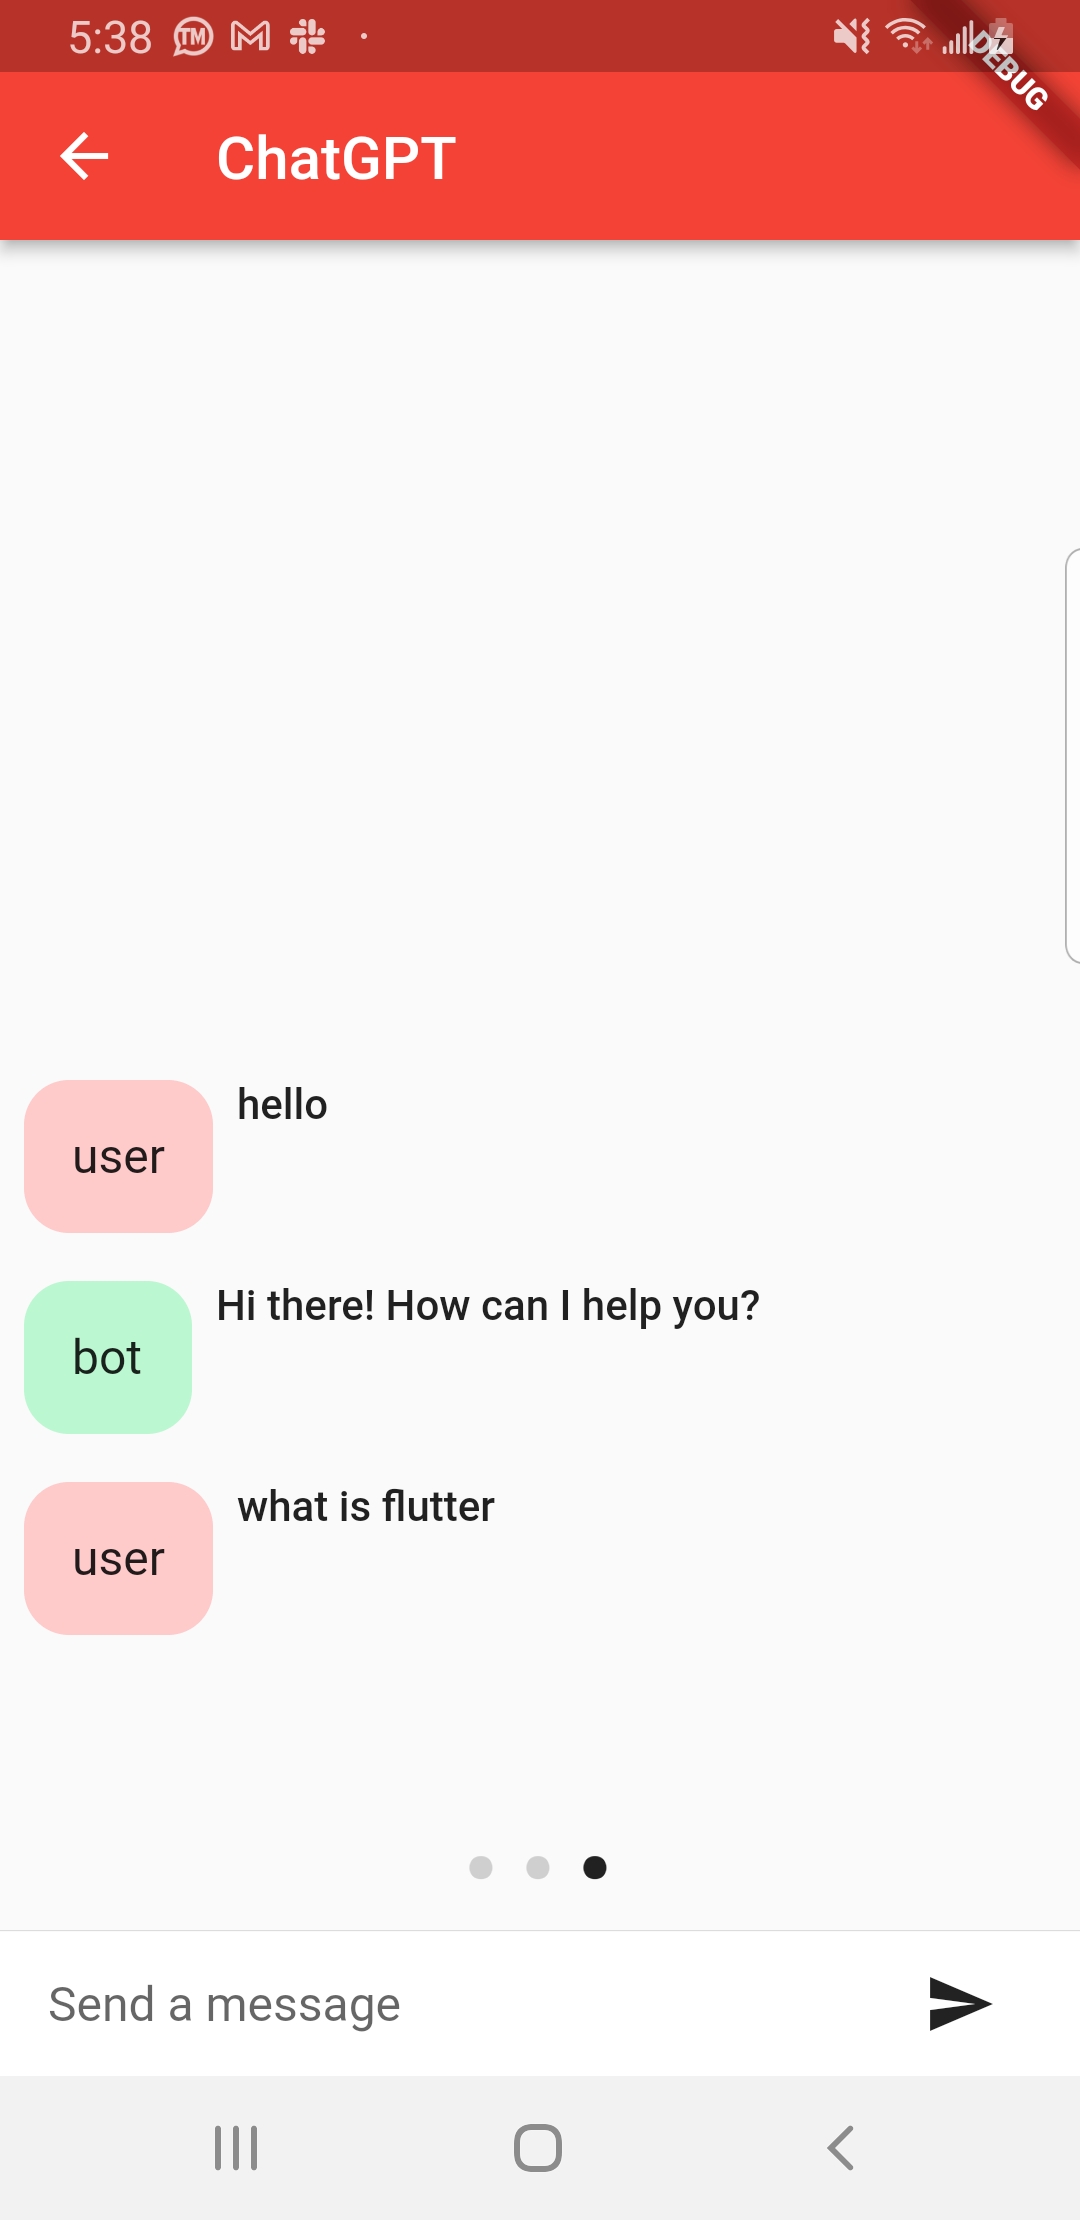 5:38 TM
DEBUG
ChatGPT
user hello
bot Hi there! How can I help you?
user what is flutter
Send a message